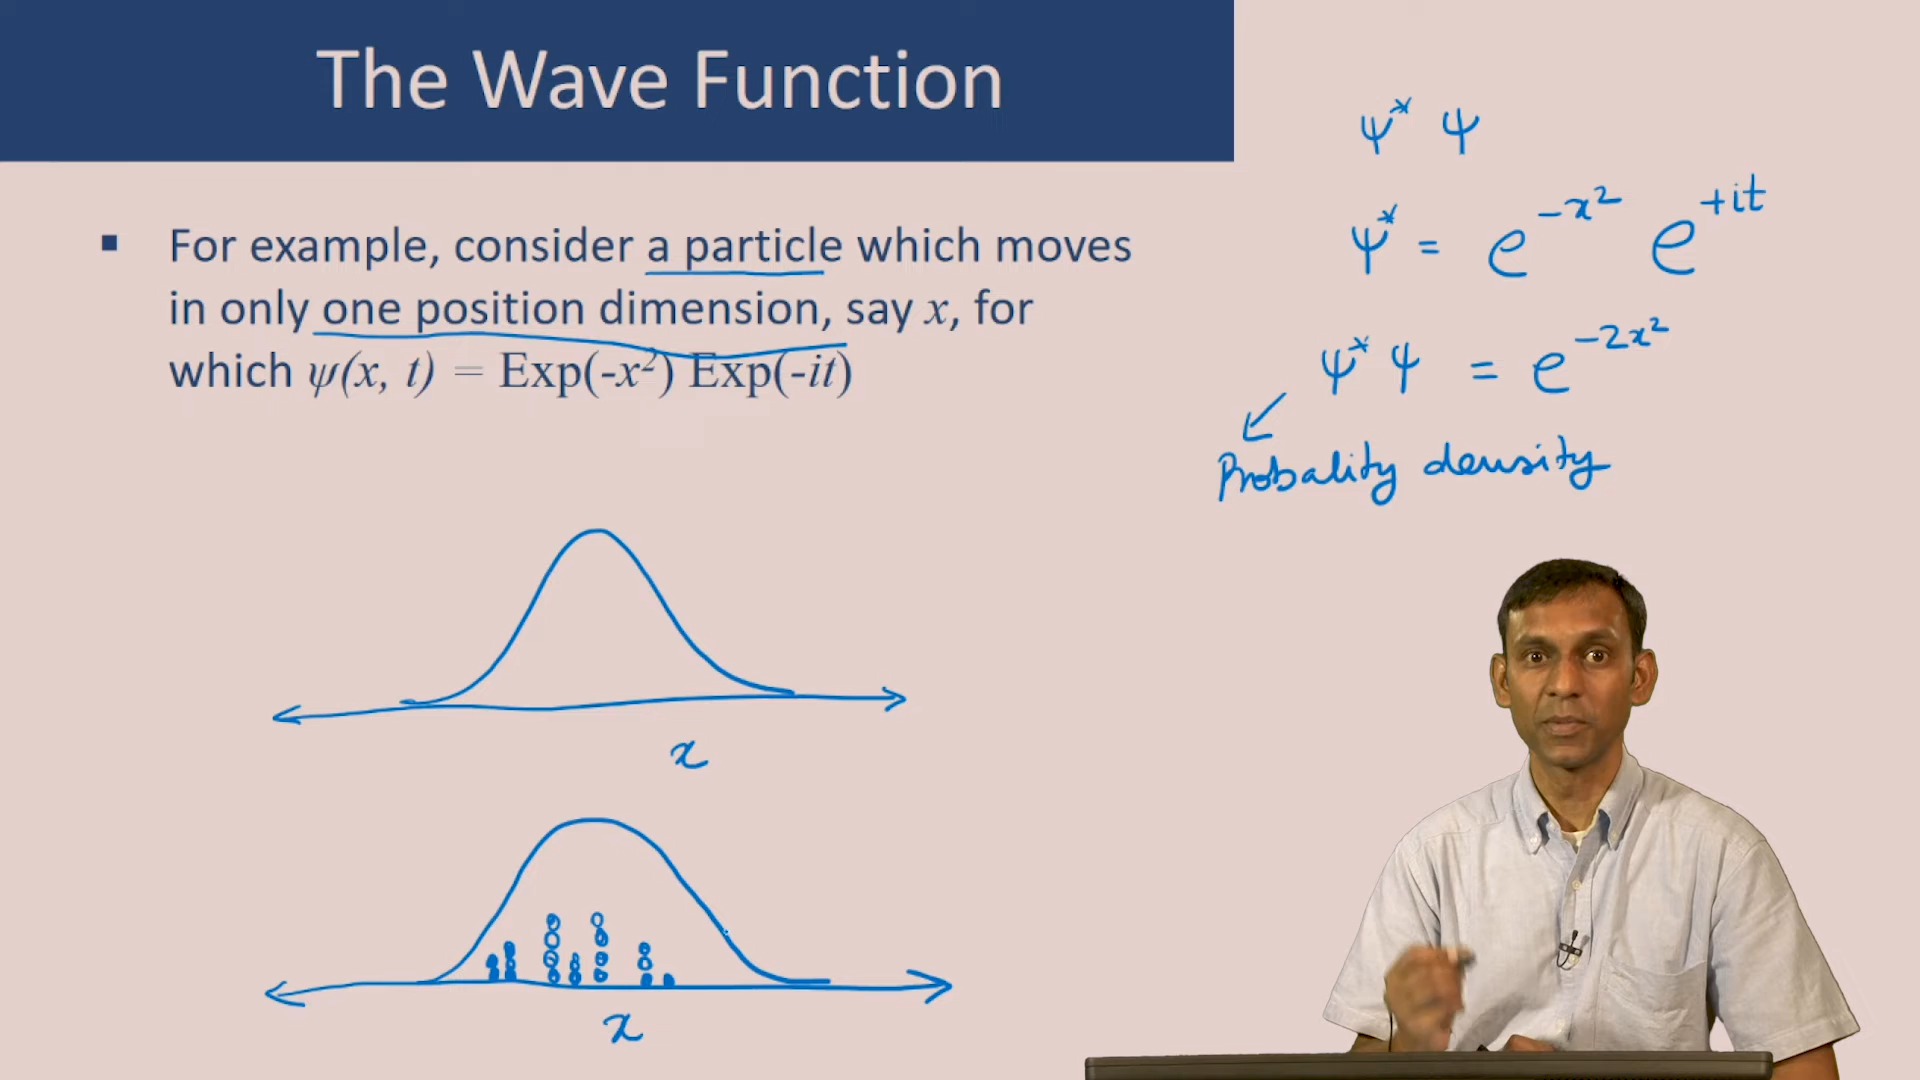 The Wave Function
▪ For example, consider a particle which moves
in only one position dimension, say x, for
which ψ(x, t) = Exp(-x²) Exp(-it)
ψ* ψ
ψ* = e^{-x²} e^{+it}
ψ* ψ = e^{-2x²}
Probality density
x
x